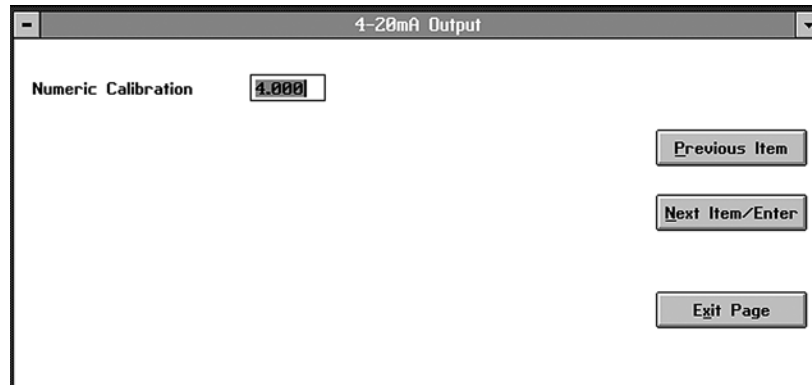 4-20mA Output
Numeric Calibration 4.000
Previous Item
Next Item/Enter
Exit Page